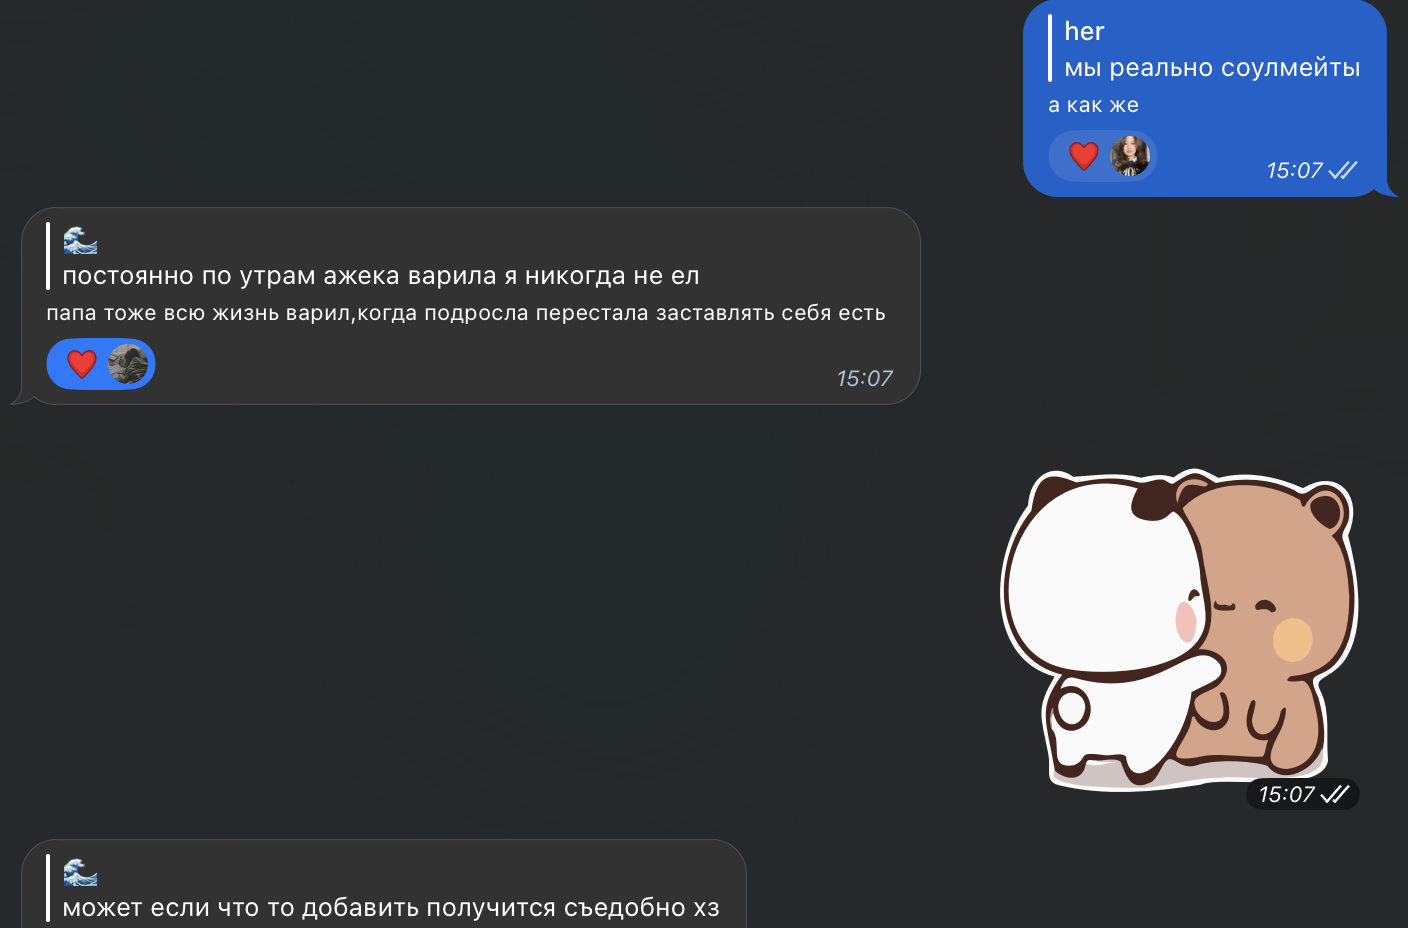 her
мы реально соулмейты
а как же
15:07
постоянно по утрам ажека варила я никогда не ел
папа тоже всю жизнь варил,когда подросла перестала заставлять себя есть
15:07
15:07
может если что то добавить получится съедобно хз